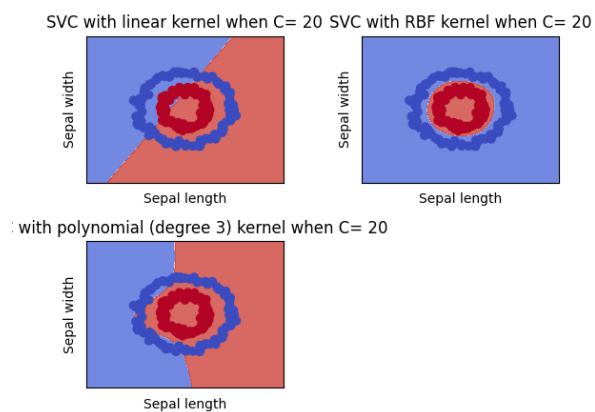 SVC with linear kernel when C= 20
SVC with RBF kernel when C= 20
Sepal width
Sepal width
Sepal length
Sepal length
with polynomial (degree 3) kernel when C= 20
Sepal width
Sepal length